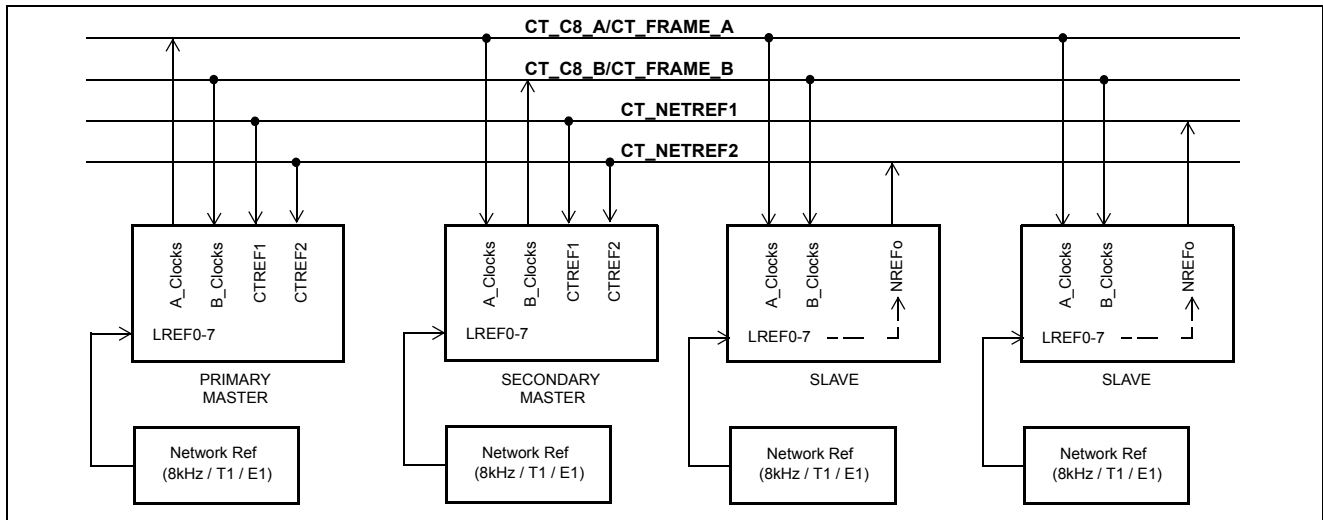 CT_C8_A/CT_FRAME_A
CT_C8_B/CT_FRAME_B
CT_NETREF1
CT_NETREF2
A_Clocks
B_Clocks
CTREF1
CTREF2
LREF0-7
PRIMARY
MASTER
Network Ref
(8kHz / T1 / E1)
A_Clocks
B_Clocks
CTREF1
CTREF2
LREF0-7
SECONDARY
MASTER
Network Ref
(8kHz / T1 / E1)
A_Clocks
B_Clocks
NREFo
LREF0-7
SLAVE
Network Ref
(8kHz / T1 / E1)
A_Clocks
B_Clocks
NREFo
LREF0-7
SLAVE
Network Ref
(8kHz / T1 / E1)